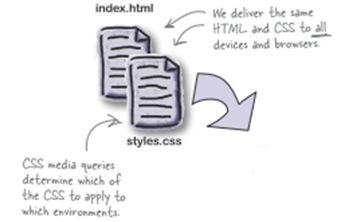 index.html
We deliver the same
HTML and CSS to all
devices and browsers.
styles.css
CSS media queries
determine which of
the CSS to apply to
which environments.